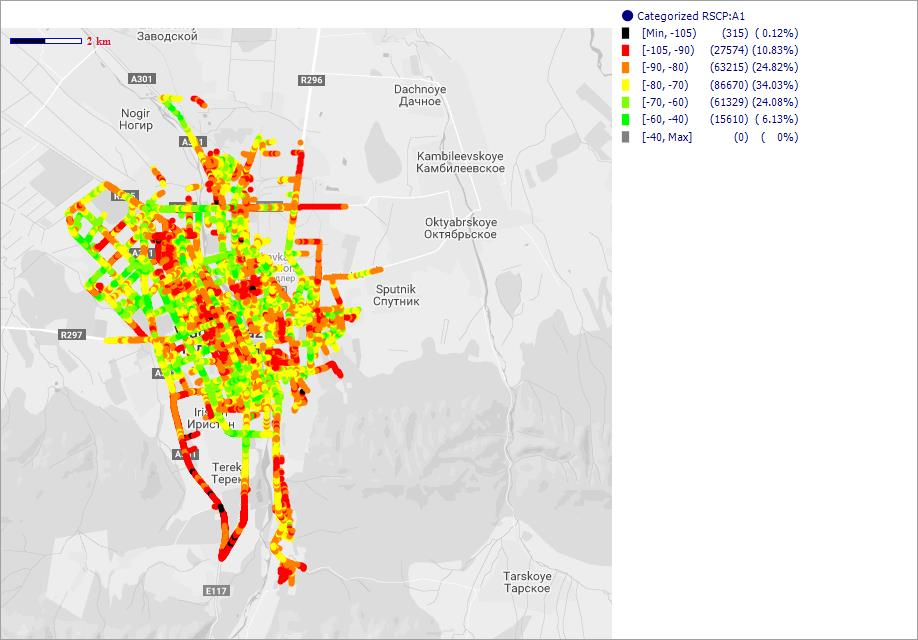 Categorized RSCP:A1
[Min, -105) (315) ( 0.12%)
[-105, -90) (27574) (10.83%)
[-90, -80) (63215) (24.82%)
[-80, -70) (86670) (34.03%)
[-70, -60) (61329) (24.08%)
[-60, -40) (15610) ( 6.13%)
[-40, Max] (0) ( 0%)
Заводской
2 km
A301
R296
Dachnoye
Дачное
Nogir
Ногир
Kambileevskoye
Камбилеевское
Oktyabrskoye
Октябрьское
Sputnik
Спутник
R297
Terek
Терек
E117
Tarskoye
Тарское